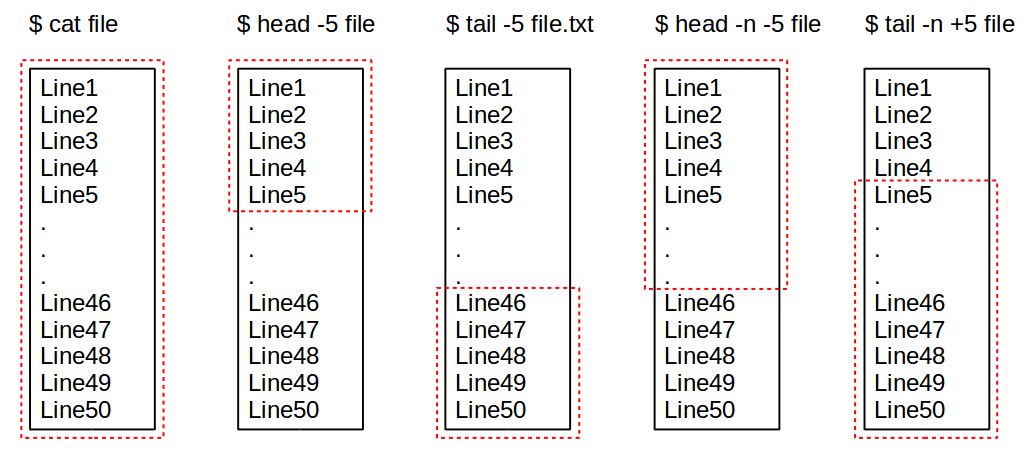 $ cat file
Line1
Line2
Line3
Line4
Line5
.
.
.
Line46
Line47
Line48
Line49
Line50
$ head -5 file
Line1
Line2
Line3
Line4
Line5
.
.
.
Line46
Line47
Line48
Line49
Line50
$ tail -5 file.txt
Line1
Line2
Line3
Line4
Line5
.
.
.
Line46
Line47
Line48
Line49
Line50
$ head -n -5 file
Line1
Line2
Line3
Line4
Line5
.
.
.
Line46
Line47
Line48
Line49
Line50
$ tail -n +5 file
Line1
Line2
Line3
Line4
Line5
.
.
.
Line46
Line47
Line48
Line49
Line50